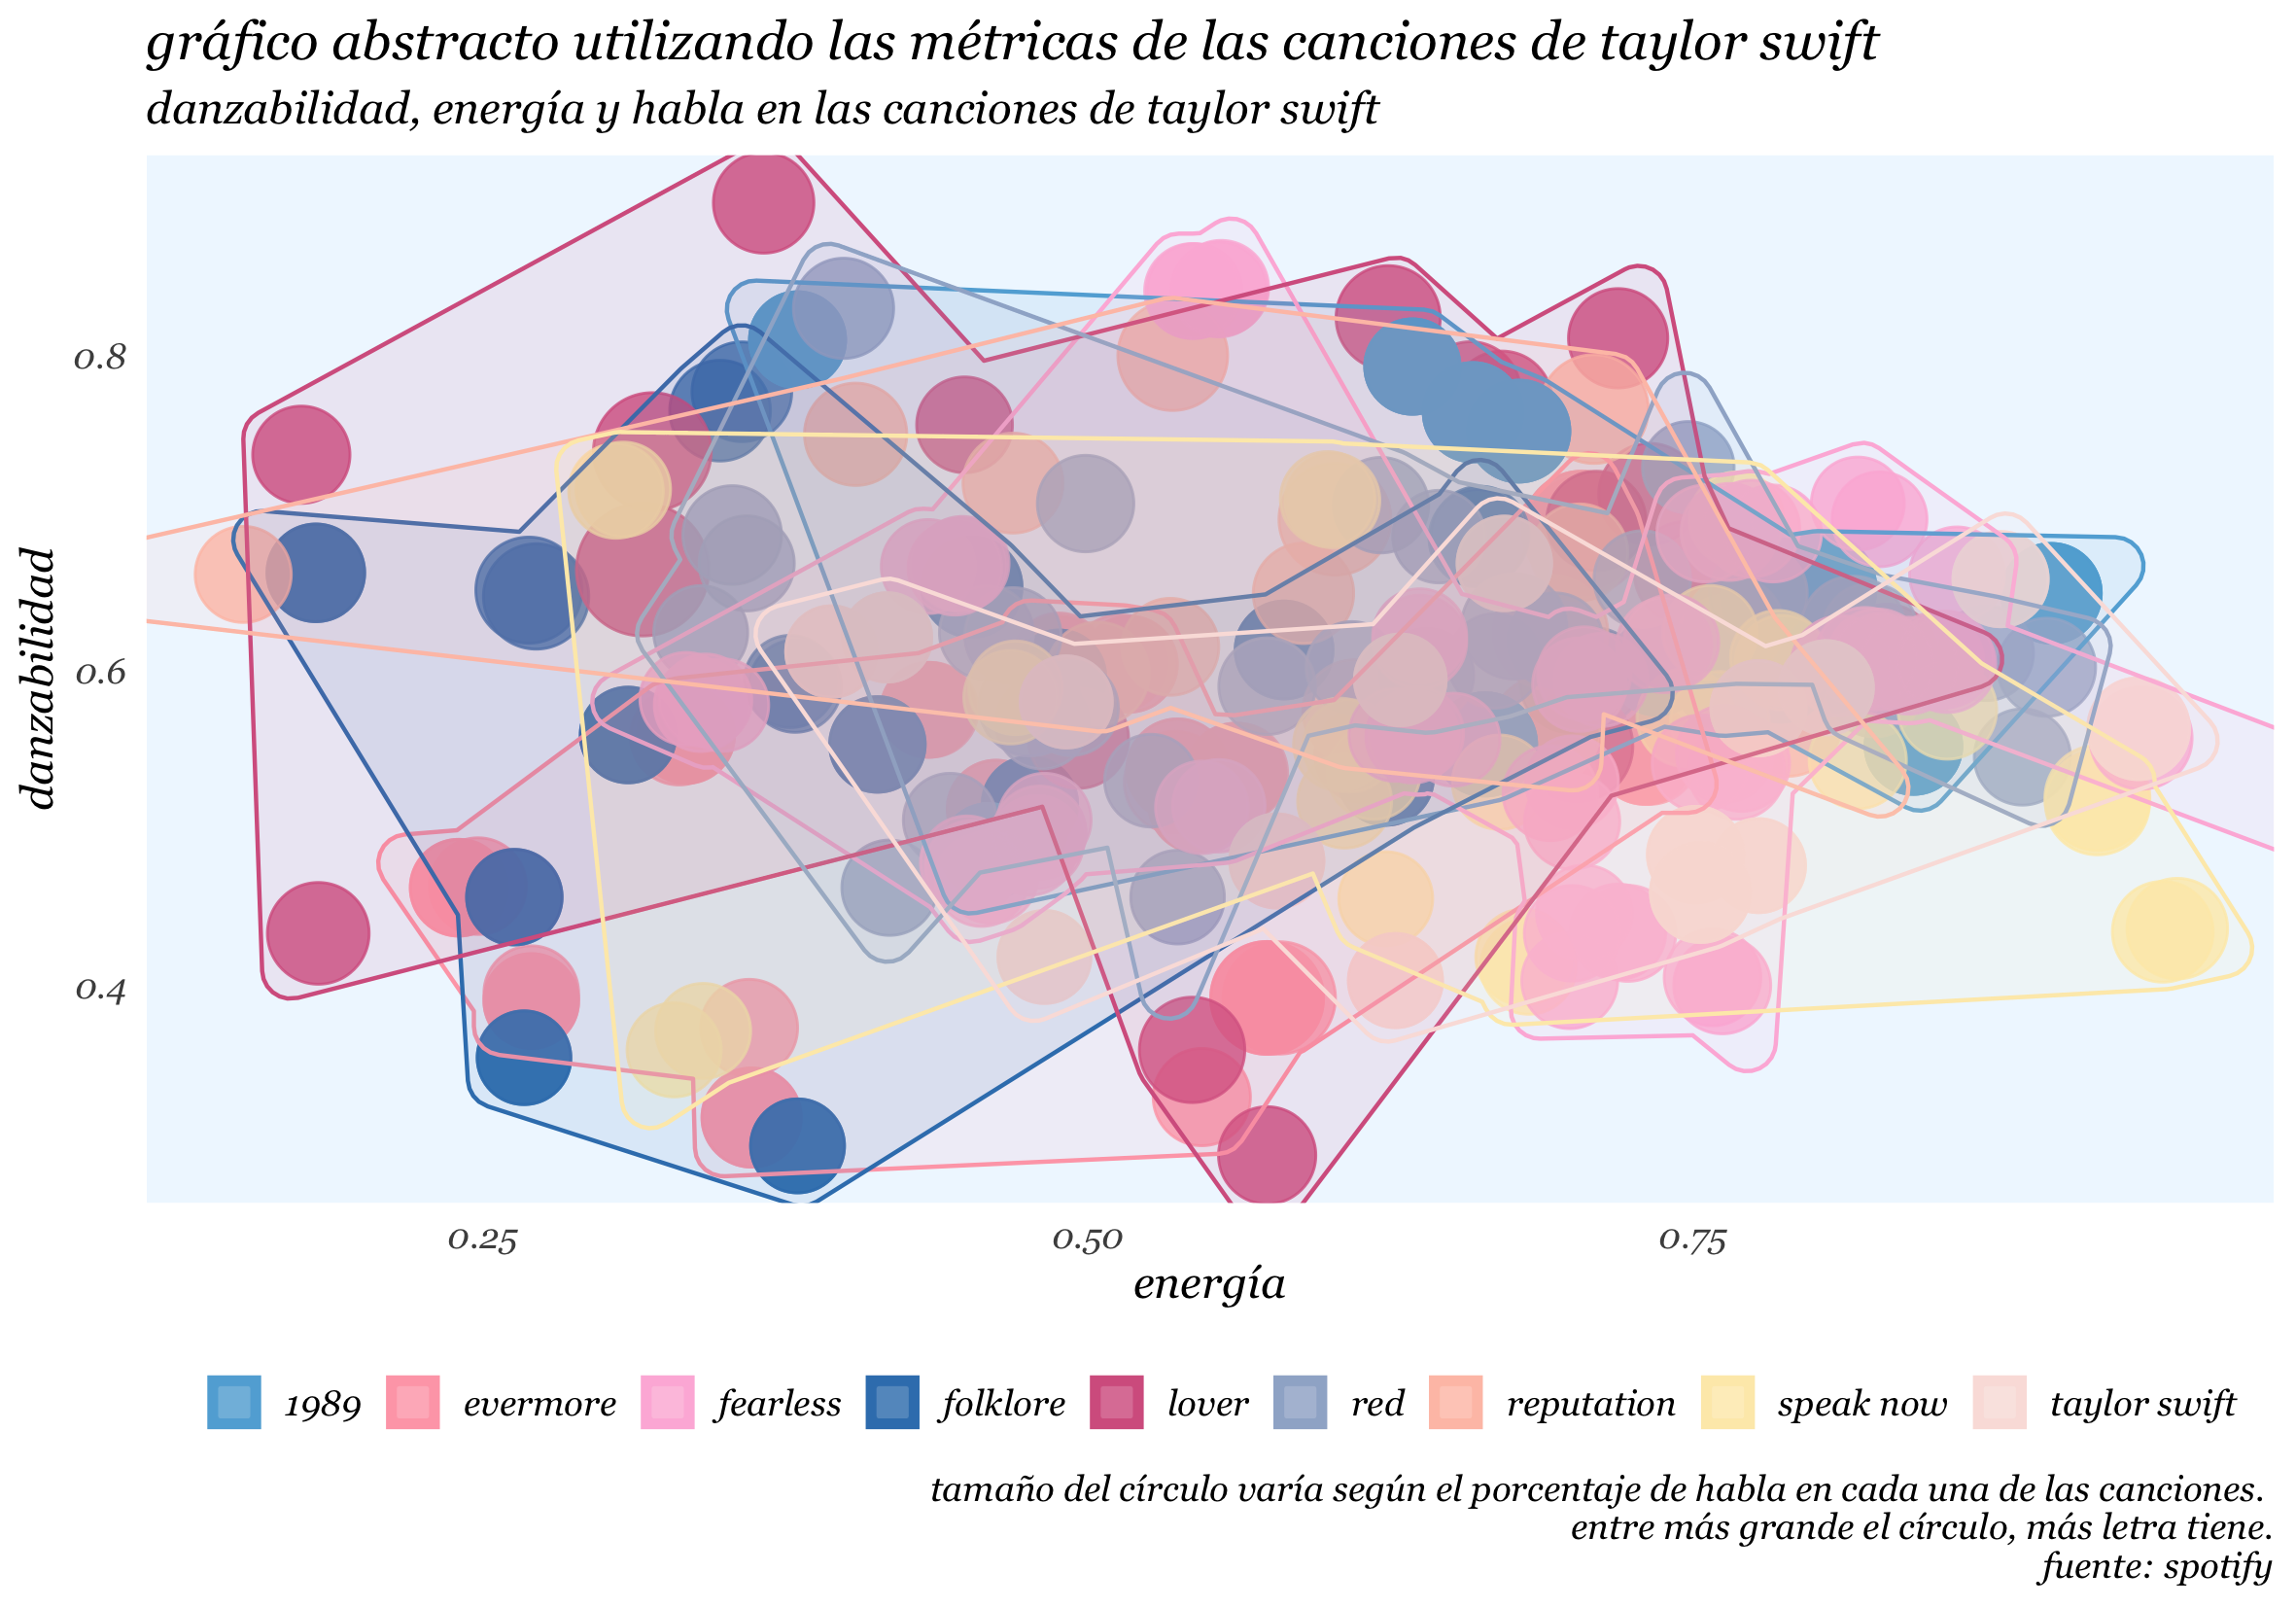 gráfico abstracto utilizando las métricas de las canciones de taylor swift
danzabilidad, energía y habla en las canciones de taylor swift
danzabilidad
0.8
0.6
0.4
0.25 0.50 0.75
energía
1989 evermore fearless folklore lover red reputation speak now taylor swift
tamaño del círculo varía según el porcentaje de habla en cada una de las canciones.
entre más grande el círculo, más letra tiene.
fuente: spotify